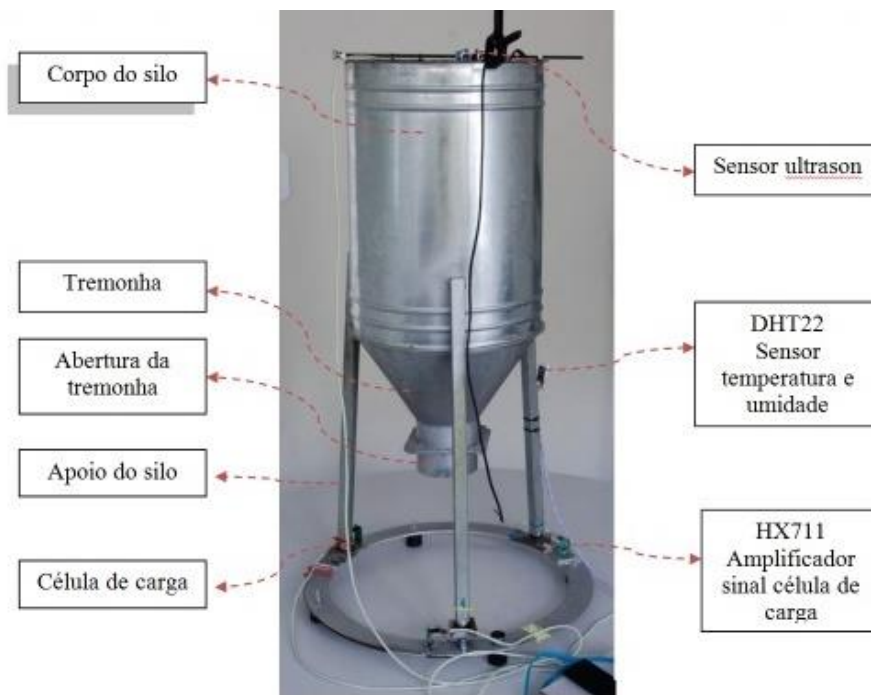 Corpo do silo
Sensor ultrason
Tremonha
Abertura da
tremonha
DHT22
Sensor
temperatura e
umidade
Apoio do silo
Célula de carga
HX711
Amplificador
sinal célula de
carga